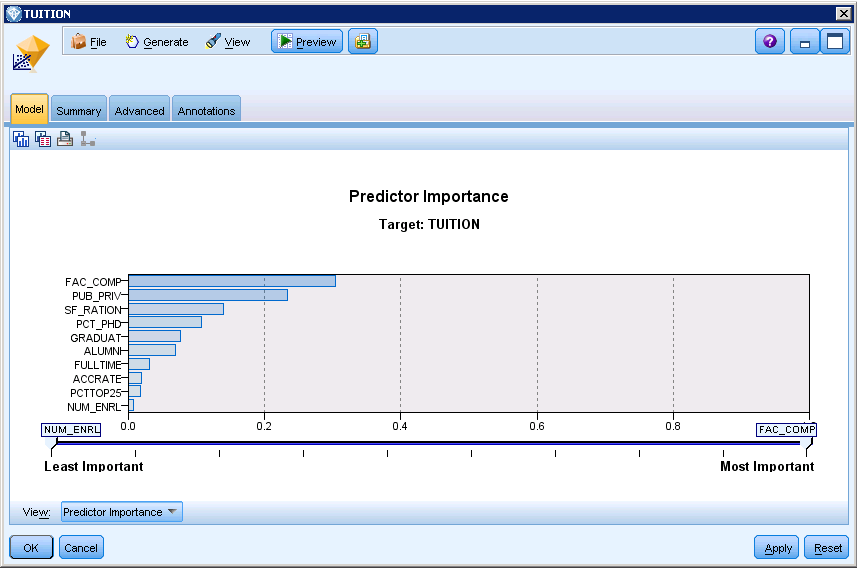 TUITION
File Generate View Preview
Model Summary Advanced Annotations
Predictor Importance
Target: TUITION
FAC_COMP
PUB_PRIV
SF_RATION
PCT_PHD
GRADUAT
ALUMNI
FULLTIME
ACCRATE
PCTTOP25
NUM_ENRL
0.0 0.2 0.4 0.6 0.8
NUM_ENRL FAC_COMP
Least Important Most Important
View: Predictor Importance
OK Cancel Apply Reset